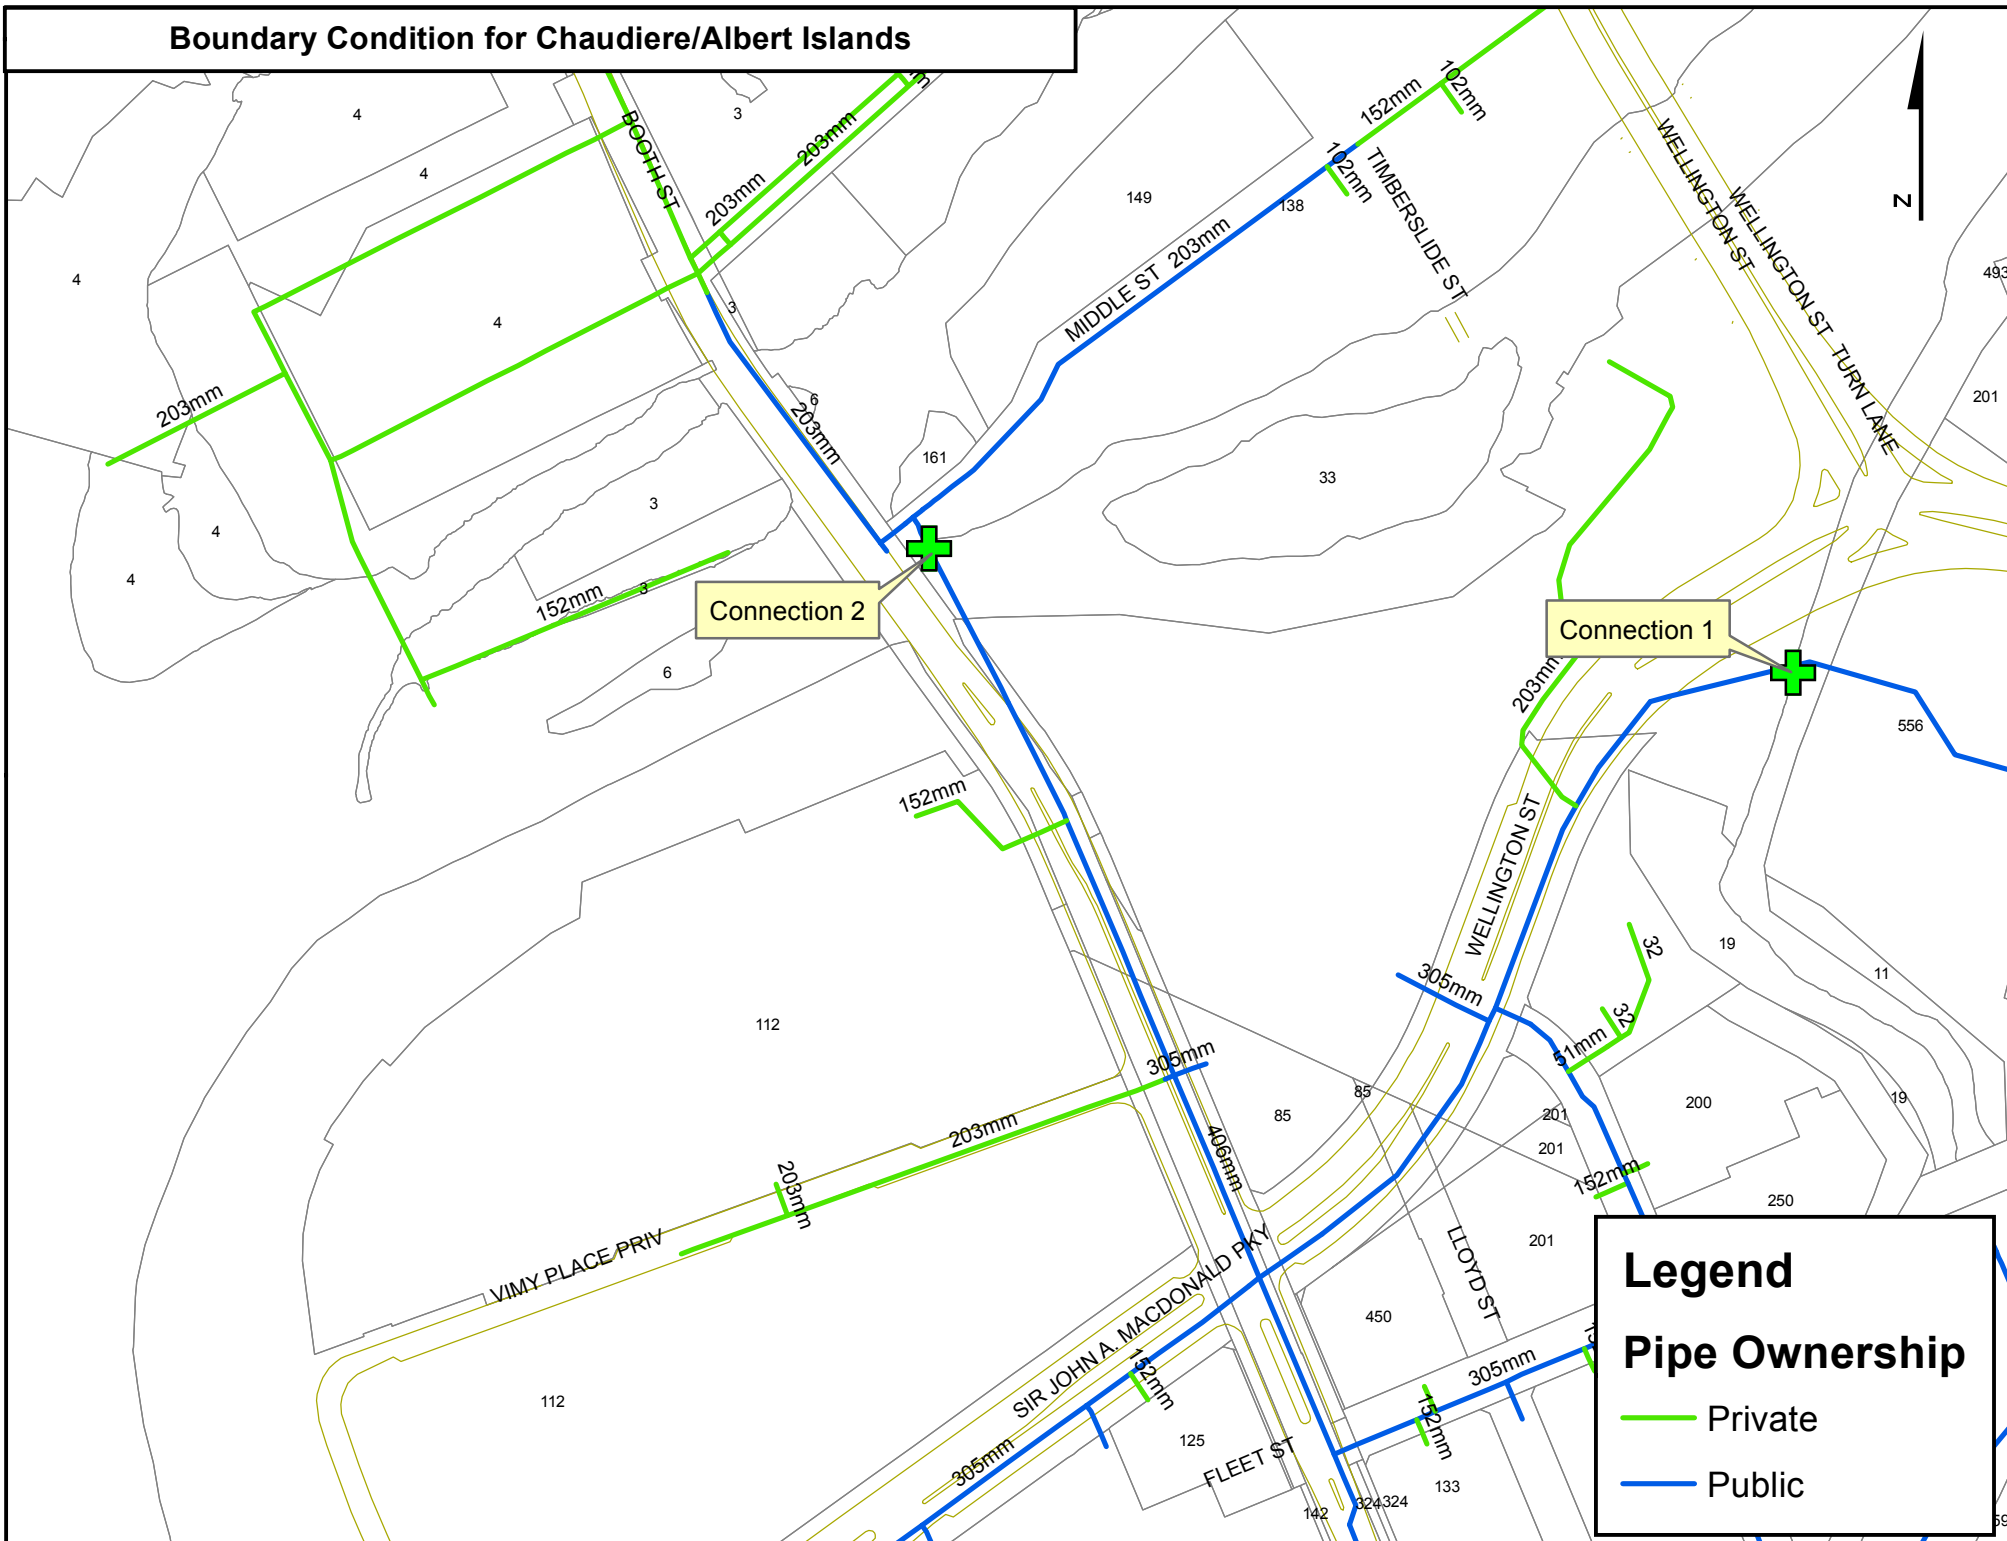 Boundary Condition for Chaudiere/Albert Islands
4
3
BOOTH ST
203mm
152mm
102mm
4
203mm
102mm
TIMBERSLIDE ST
WELLINGTON ST
WELLINGTON ST TURN LANE
N
149
138
MIDDLE ST 203mm
493
4
3
4
203mm
6
203mm
201
161
33
3
4
4
152mm
3
Connection 2
Connection 1
6
203mm
556
152mm
WELLINGTON ST
32
19
11
305mm
32
112
51mm
305mm
85
85
201
200
19
203mm
406mm
201
152mm
203mm
250
VIMY PLACE PRIV
LLOYD ST
201
SIR JOHN A. MACDONALD PKY
450
152mm
305mm
112
152mm
125
FLEET ST
305mm
133
142
324
324
Legend
Pipe Ownership
Private
Public